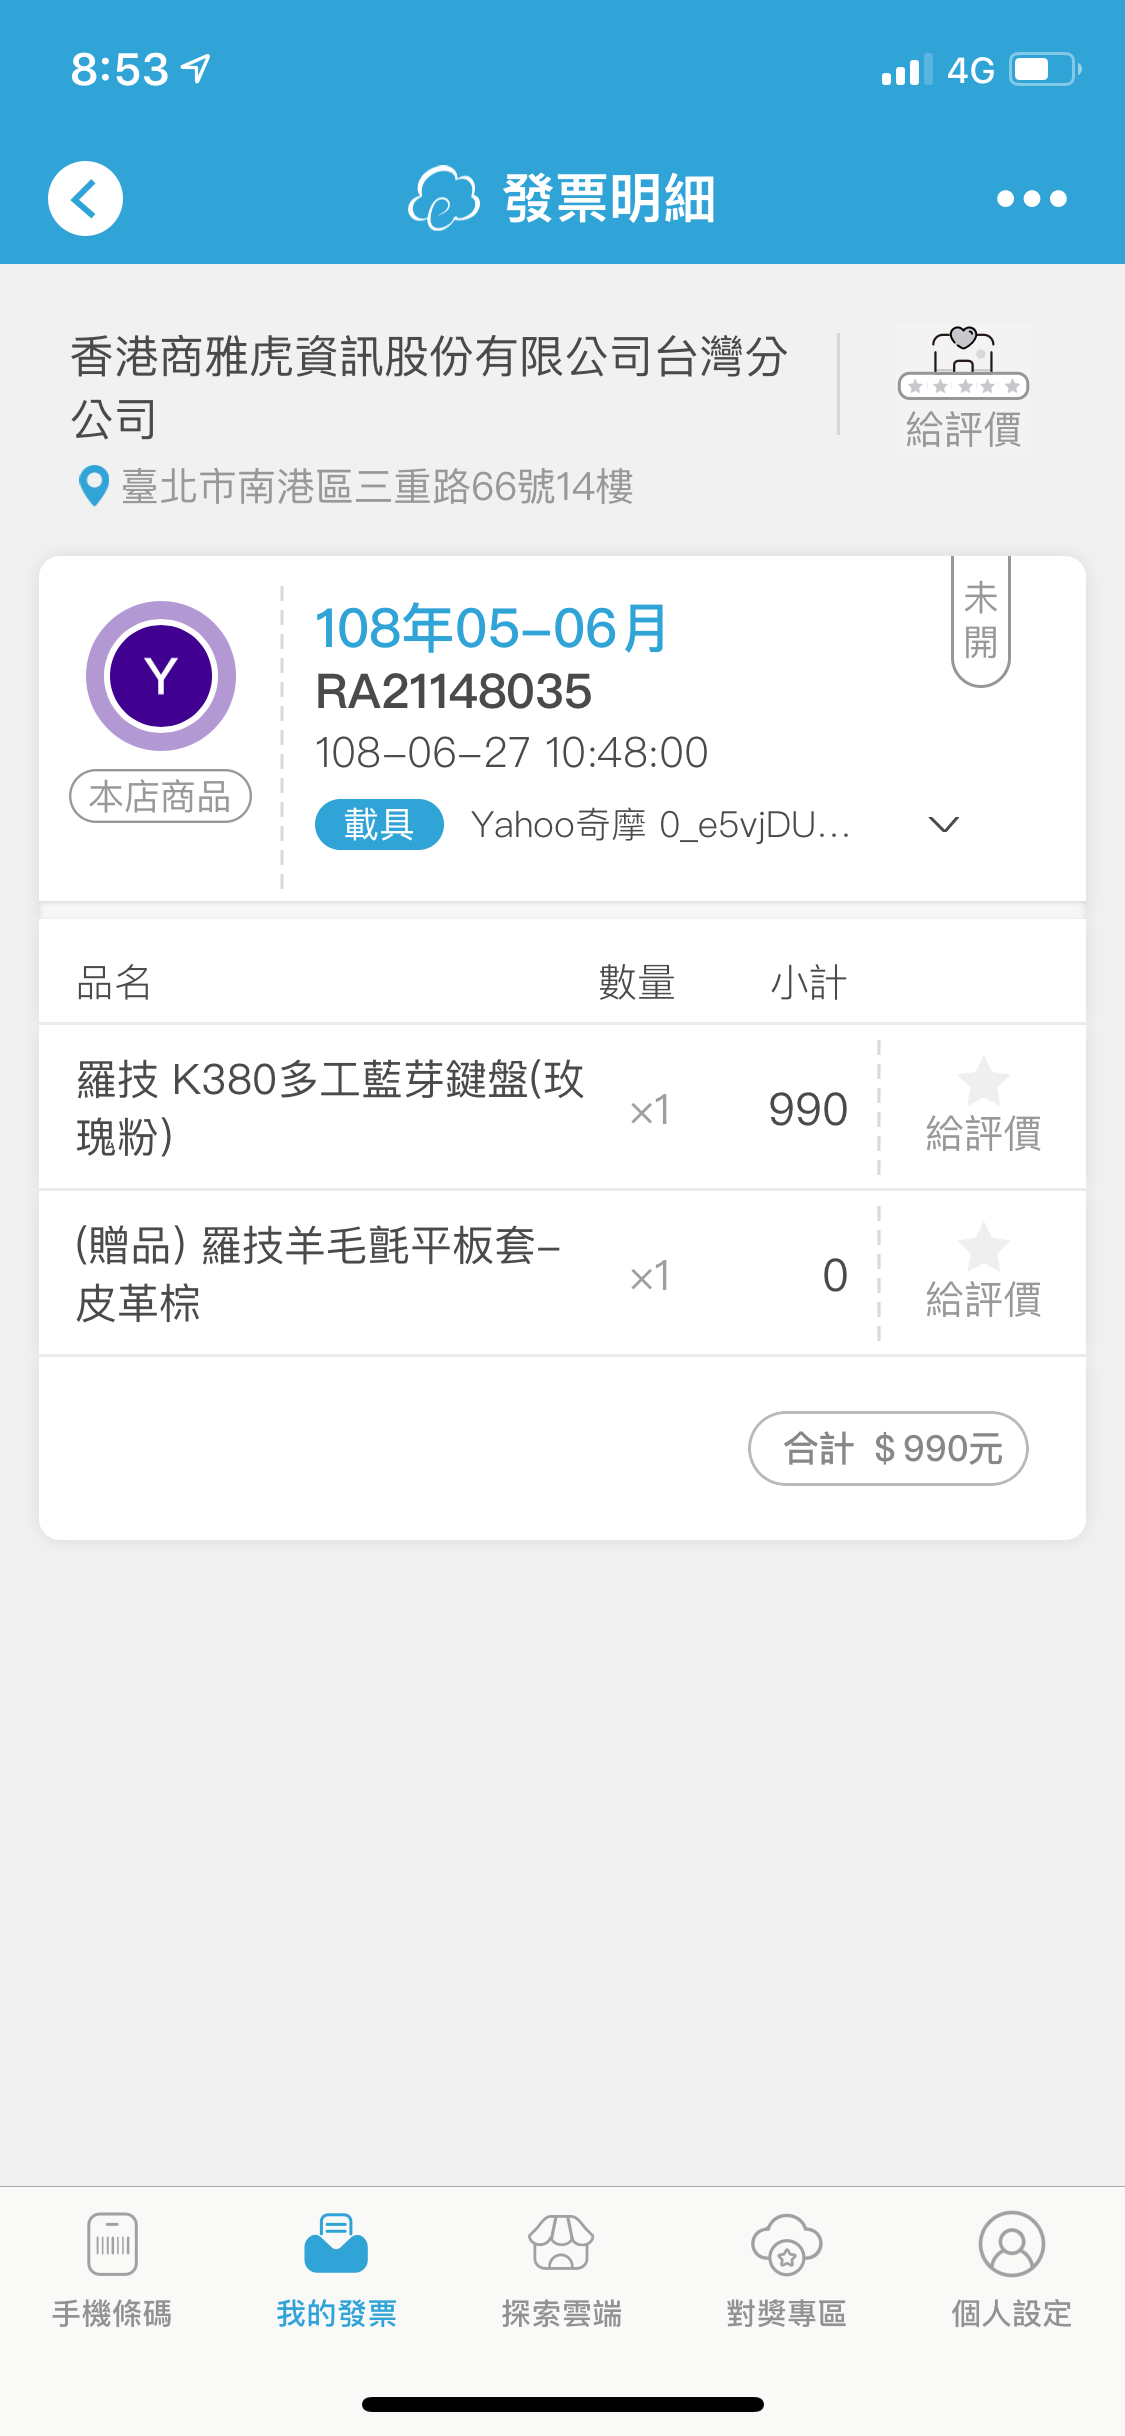 8:53
4G
發票明細
香港商雅虎資訊股份有限公司台灣分
公司
給評價
臺北市南港區三重路66號14樓
未
開
Y
本店商品
108年05-06月
RA21148035
108-06-27 10:48:00
載具 Yahoo奇摩 0_e5vjDU...
品名 數量 小計
羅技 K380多工藍芽鍵盤(玫
瑰粉)
×1 990
給評價
(贈品) 羅技羊毛氈平板套-
皮革棕
×1 0
給評價
合計 $990元
手機條碼 我的發票 探索雲端 對獎專區 個人設定